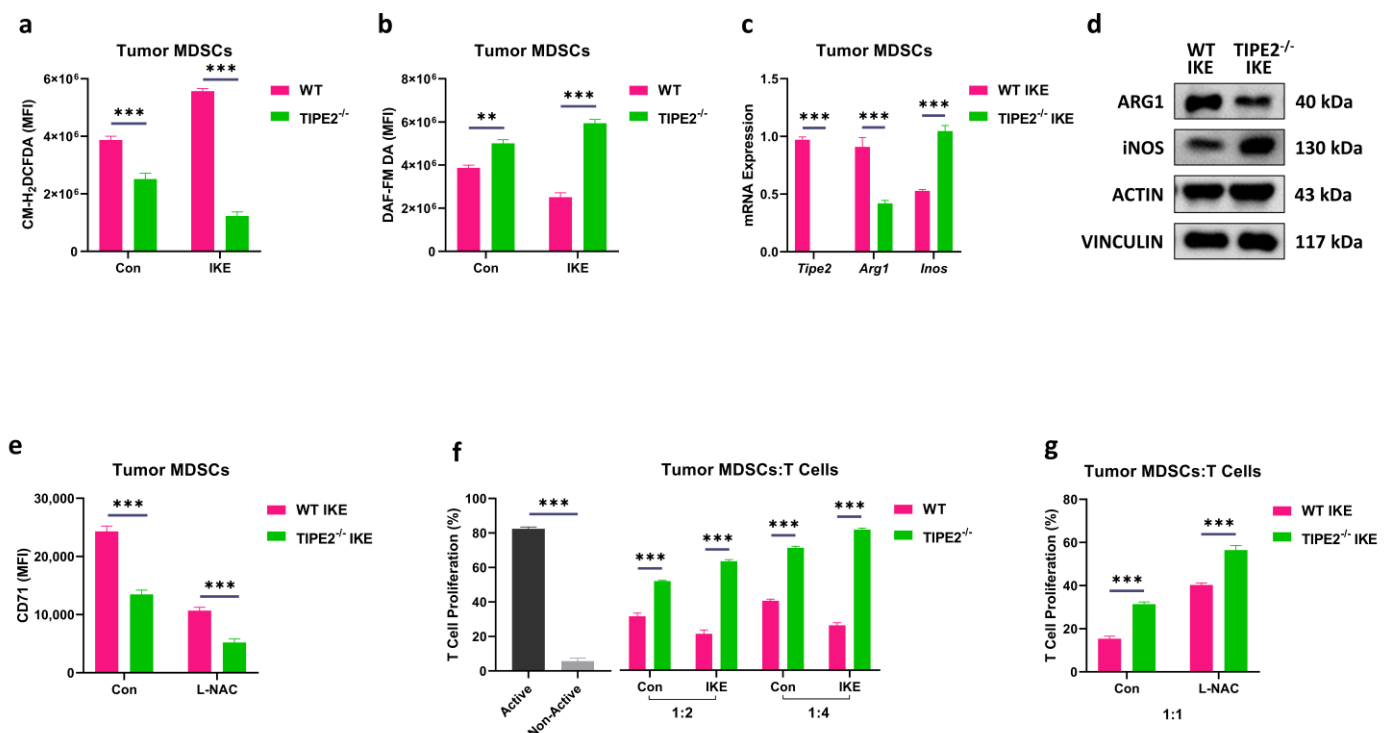 a
Tumor MDSCs
CM-H₂DCFDA (MFI)
6×10⁶
4×10⁶
2×10⁶
0
***
***
Con
IKE
WT
TIPE2⁻/⁻
b
Tumor MDSCs
DAF-FM DA (MFI)
8×10⁶
6×10⁶
4×10⁶
2×10⁶
0
**
***
Con
IKE
WT
TIPE2⁻/⁻
c
Tumor MDSCs
mRNA Expression
1.5
1.0
0.5
0.0
***
***
***
Tipe2
Arg1
Inos
WT IKE
TIPE2⁻/⁻ IKE
d
WT TIPE2⁻/⁻
IKE IKE
ARG1 40 kDa
iNOS 130 kDa
ACTIN 43 kDa
VINCULIN 117 kDa
e
Tumor MDSCs
CD71 (MFI)
30,000
20,000
10,000
0
***
***
Con
L-NAC
WT IKE
TIPE2⁻/⁻ IKE
f
Tumor MDSCs:T Cells
T Cell Proliferation (%)
100
80
60
40
20
0
***
***
***
***
***
Active
Non-Active
Con
IKE
Con
IKE
1:2
1:4
WT
TIPE2⁻/⁻
g
Tumor MDSCs:T Cells
T Cell Proliferation (%)
80
60
40
20
0
***
***
Con
L-NAC
1:1
WT IKE
TIPE2⁻/⁻ IKE